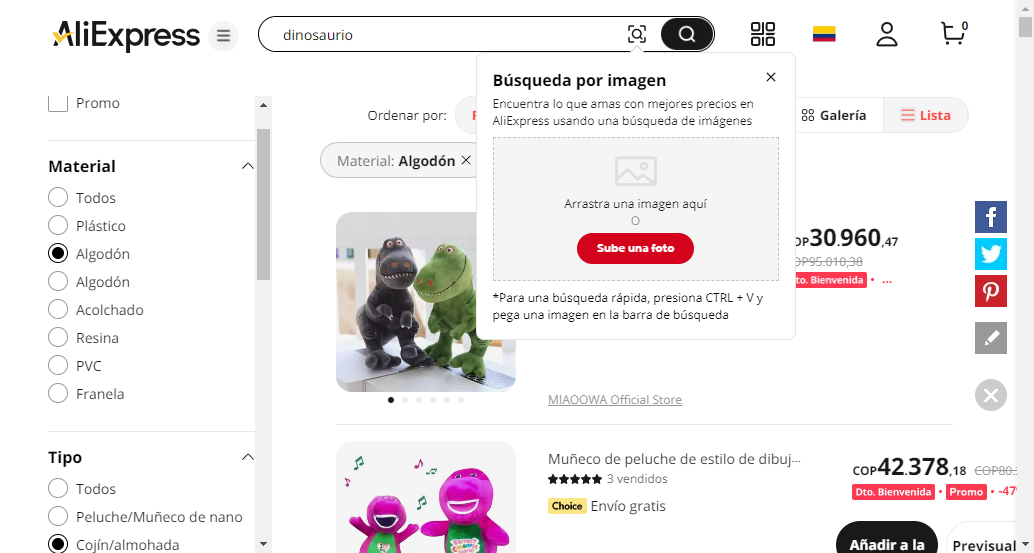 AliExpress
dinosaurio
0
Búsqueda por imagen
Encuentra lo que amas con mejores precios en
AliExpress usando una búsqueda de imágenes
Arrastra una imagen aquí
O
Sube una foto
*Para una búsqueda rápida, presiona CTRL + V y
pega una imagen en la barra de búsqueda
Promo
Material
Todos
Plástico
Algodón
Algodón
Acolchado
Resina
PVC
Franela
Tipo
Todos
Peluche/Muñeco de nano
Cojín/almohada
Ordenar por:
Galería
Lista
Material: Algodón
30.960,47
95.010,38
Bienvenida • ...
MIAOOWA Official Store
Muñeco de peluche de estilo de dibuj...
3 vendidos
Choice Envío gratis
COP42.378,18 COP80.
Dto. Bienvenida • Promo • -47
Añadir a la
Previsual